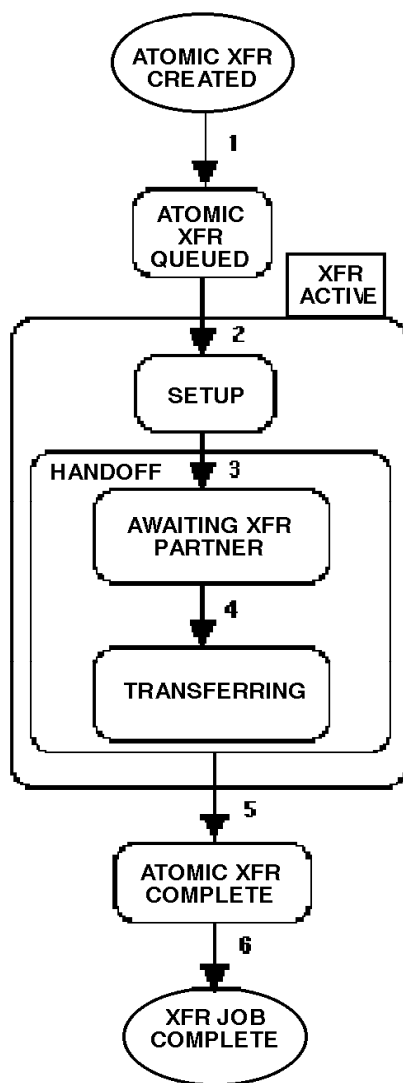 ATOMIC XFR
CREATED
1
ATOMIC
XFR
QUEUED
XFR
ACTIVE
2
SETUP
HANDOFF
3
AWAITING XFR
PARTNER
4
TRANSFERRING
5
ATOMIC XFR
COMPLETE
6
XFR JOB
COMPLETE